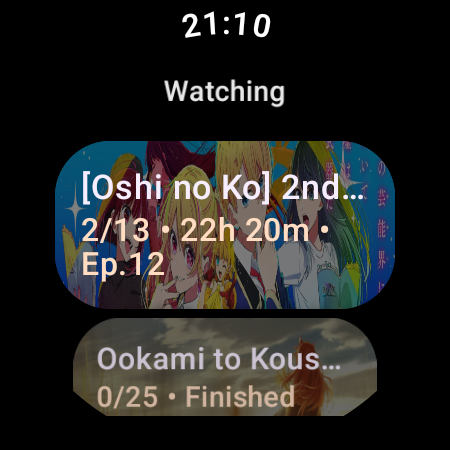 21:10
Watching
[Oshi no Ko] 2nd…
2/13 • 22h 20m •
Ep.12
Ookami to Kous…
0/25 • Finished